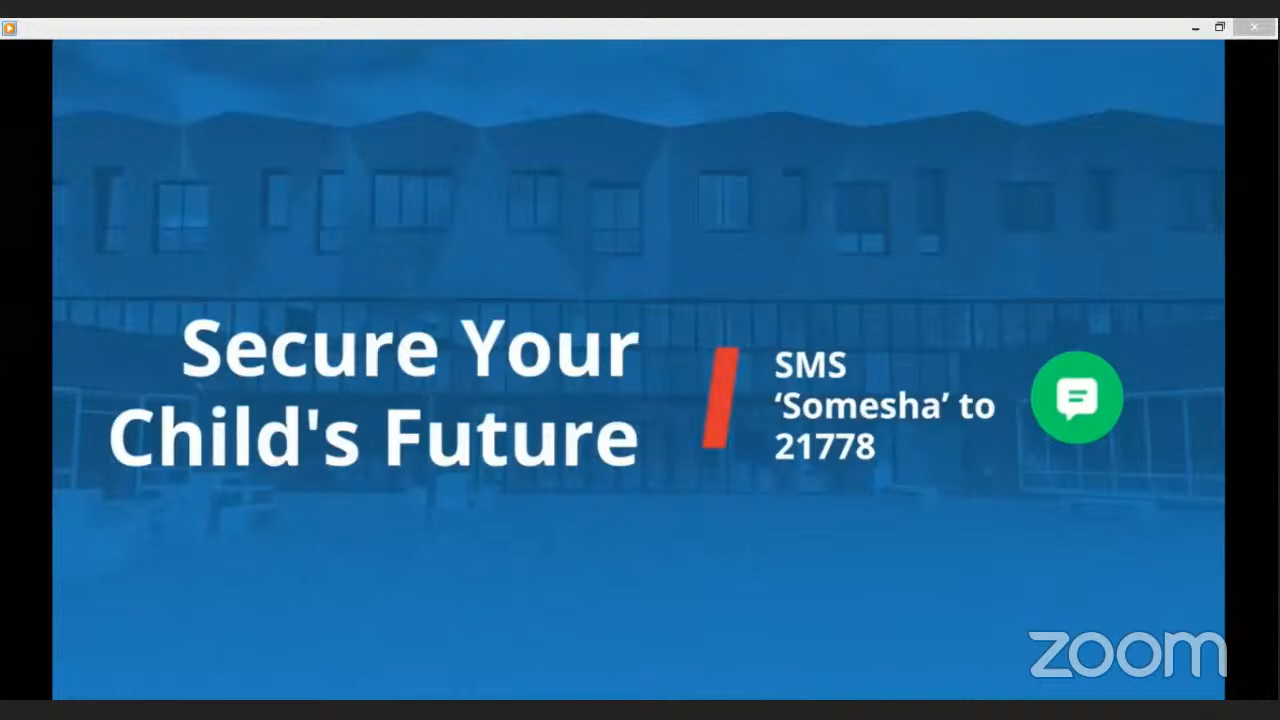 Secure Your
Child's Future
SMS
‘Somesha’ to
21778
zoom